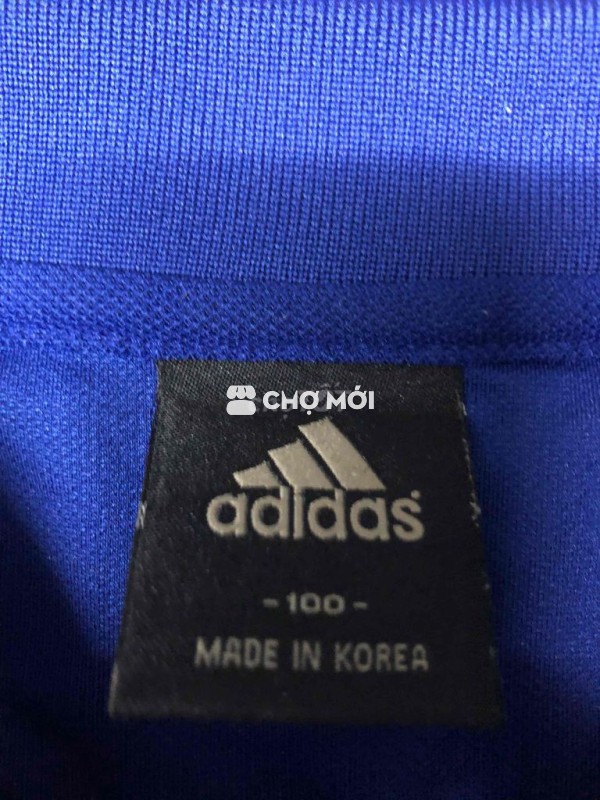 CHỢ MỚI
adidas
- 100 -
MADE IN KOREA